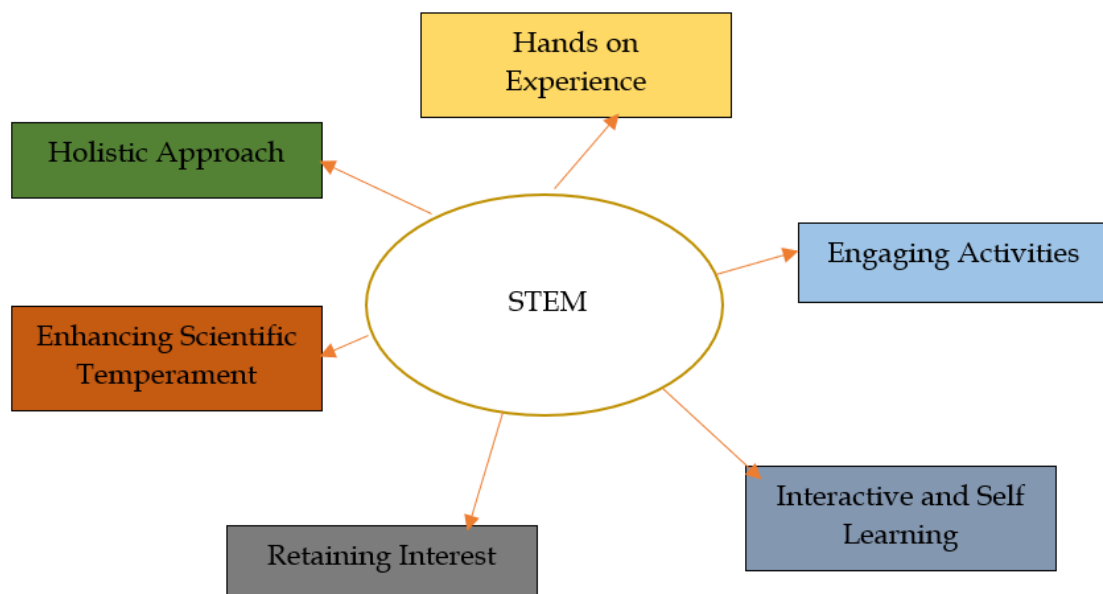 Hands on
Experience
Holistic Approach
Engaging Activities
STEM
Enhancing Scientific
Temperament
Interactive and Self
Learning
Retaining Interest